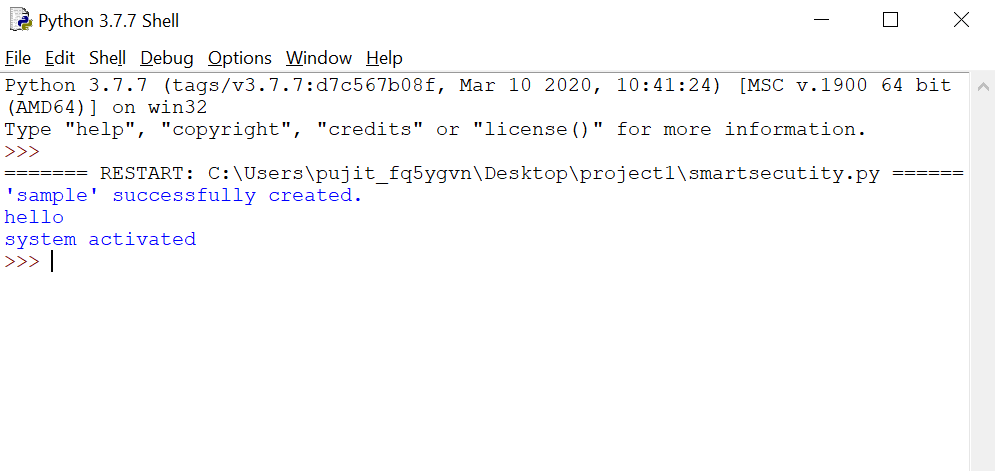 Python 3.7.7 Shell
File Edit Shell Debug Options Window Help
Python 3.7.7 (tags/v3.7.7:d7c567b08f, Mar 10 2020, 10:41:24) [MSC v.1900 64 bit
(AMD64)] on win32
Type "help", "copyright", "credits" or "license()" for more information.
>>>
======= RESTART: C:\Users\pujit_fq5ygvn\Desktop\project1\smartsecutity.py ======
'sample' successfully created.
hello
system activated
>>>